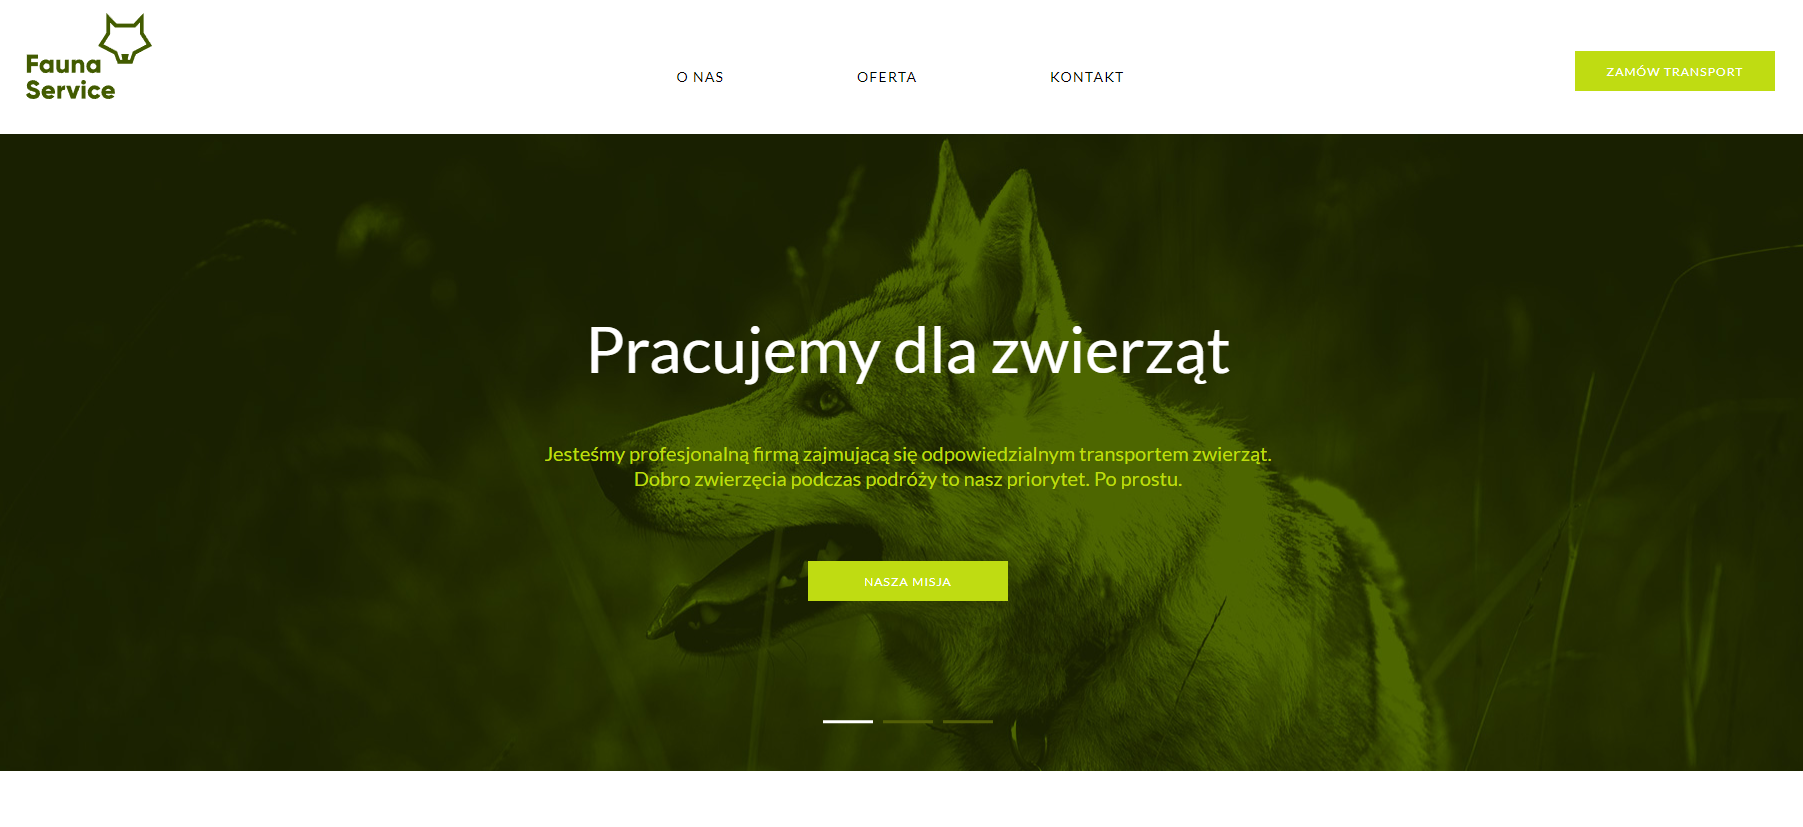 Fauna
Service
O NAS
OFERTA
KONTAKT
ZAMÓW TRANSPORT
Pracujemy dla zwierząt
Jesteśmy profesjonalną firmą zajmującą się odpowiedzialnym transportem zwierząt.
Dobro zwierzęcia podczas podróży to nasz priorytet. Po prostu.
NASZA MISJA